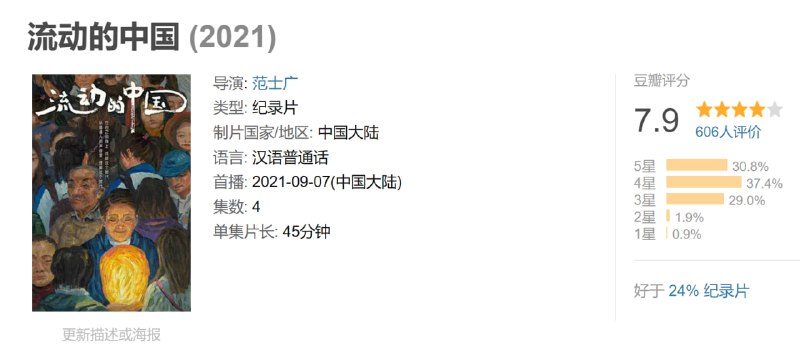 流动的中国 (2021)
流动的中国
导演: 范士广
类型: 纪录片
制片国家/地区: 中国大陆
语言: 汉语普通话
首播: 2021-09-07(中国大陆)
集数: 4
单集片长: 45分钟
更新描述或海报
豆瓣评分
7.9
606人评价
5星 30.8%
4星 37.4%
3星 29.0%
2星 1.9%
1星 0.9%
好于 24% 纪录片